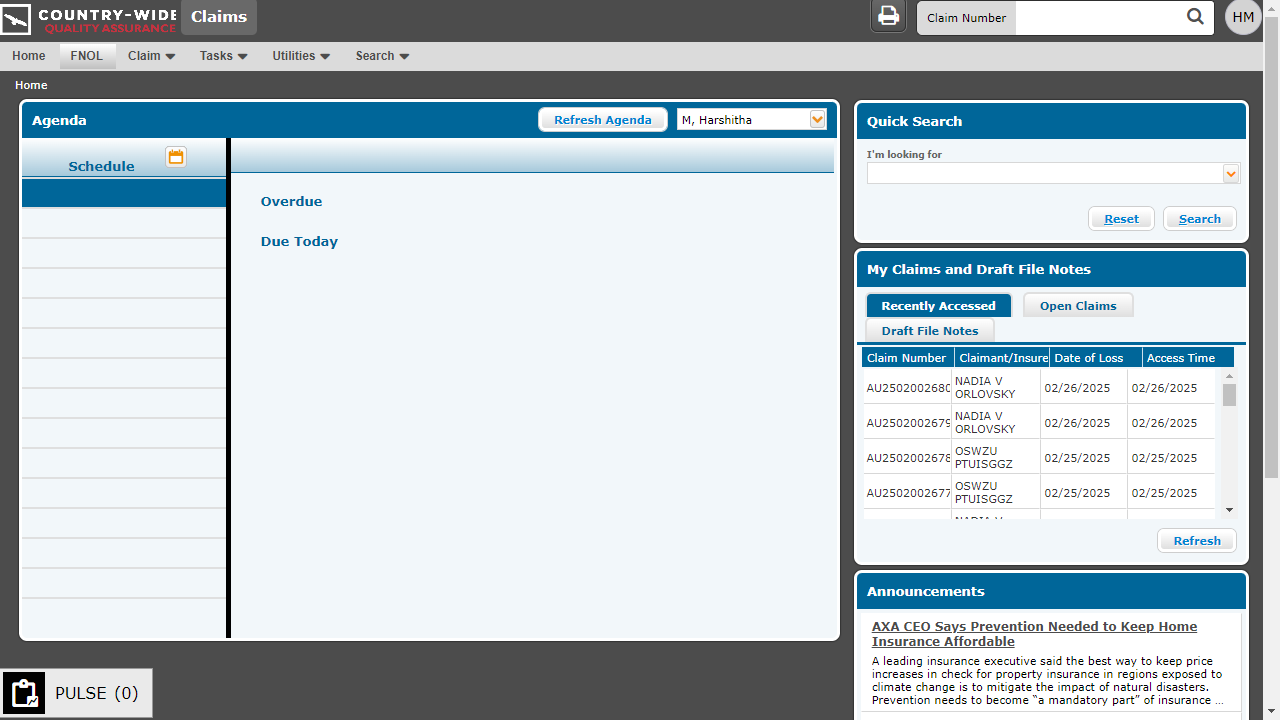 COUNTRY-WIDE
QUALITY ASSURANCE
Claims
Claim Number
HM
Home
FNOL
Claim
Tasks
Utilities
Search
Home
Agenda
Refresh Agenda
M, Harshitha
Schedule
Overdue
Due Today
Quick Search
I'm looking for
Reset
Search
My Claims and Draft File Notes
Recently Accessed
Open Claims
Draft File Notes
Claim Number
Claimant/Insure
Date of Loss
Access Time
AU2502002680
NADIA V
ORLOVSKY
02/26/2025
02/26/2025
AU2502002679
NADIA V
ORLOVSKY
02/26/2025
02/26/2025
AU2502002678
OSWZU
PTUISGGZ
02/25/2025
02/25/2025
AU2502002677
OSWZU
PTUISGGZ
02/25/2025
02/25/2025
Refresh
Announcements
AXA CEO Says Prevention Needed to Keep Home
Insurance Affordable
A leading insurance executive said the best way to keep price
increases in check for property insurance in regions exposed to
climate change is to mitigate the impact of natural disasters.
Prevention needs to become “a mandatory part” of insurance ...
PULSE (0)